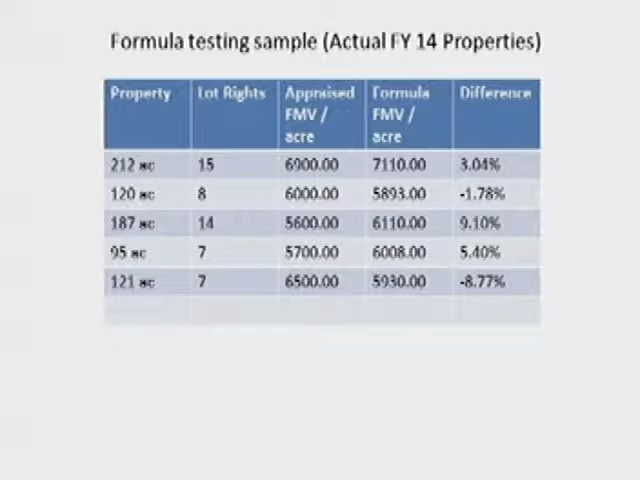 Formula testing sample (Actual FY 14 Properties)
Property Lot Rights Appraised FMV / acre Formula FMV / acre Difference
212 ac 15 6900.00 7110.00 3.04%
120 ac 8 6000.00 5893.00 -1.78%
187 ac 14 5600.00 6110.00 9.10%
95 ac 7 5700.00 6008.00 5.40%
121 ac 7 6500.00 5930.00 -8.77%